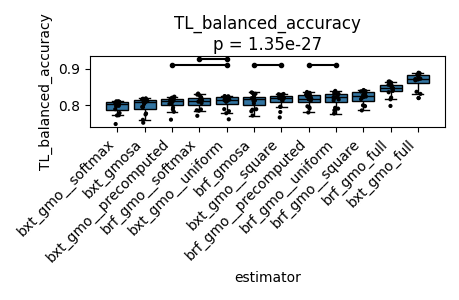 TL_balanced_accuracy
p = 1.35e-27
TL_balanced_accuracy
0.9
0.8
bxt_gmo__softmax
bxt_gmosa
bxt_gmo__precomputed
brf_gmo__softmax
bxt_gmo__uniform
brf_gmosa
bxt_gmo__square
brf_gmo__precomputed
brf_gmo__uniform
brf_gmo__square
brf_gmo_full
bxt_gmo_full
estimator